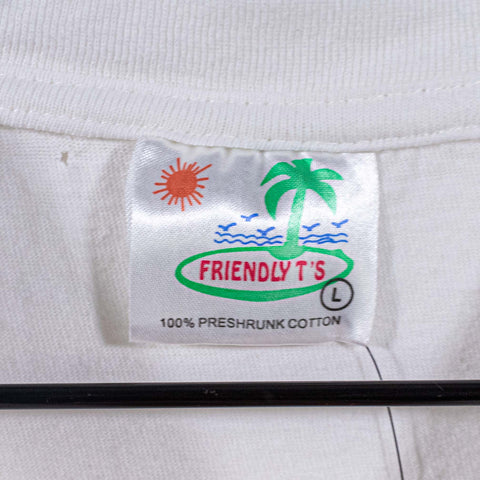 FRIENDLY T'S
L
100% PRESHRUNK COTTON